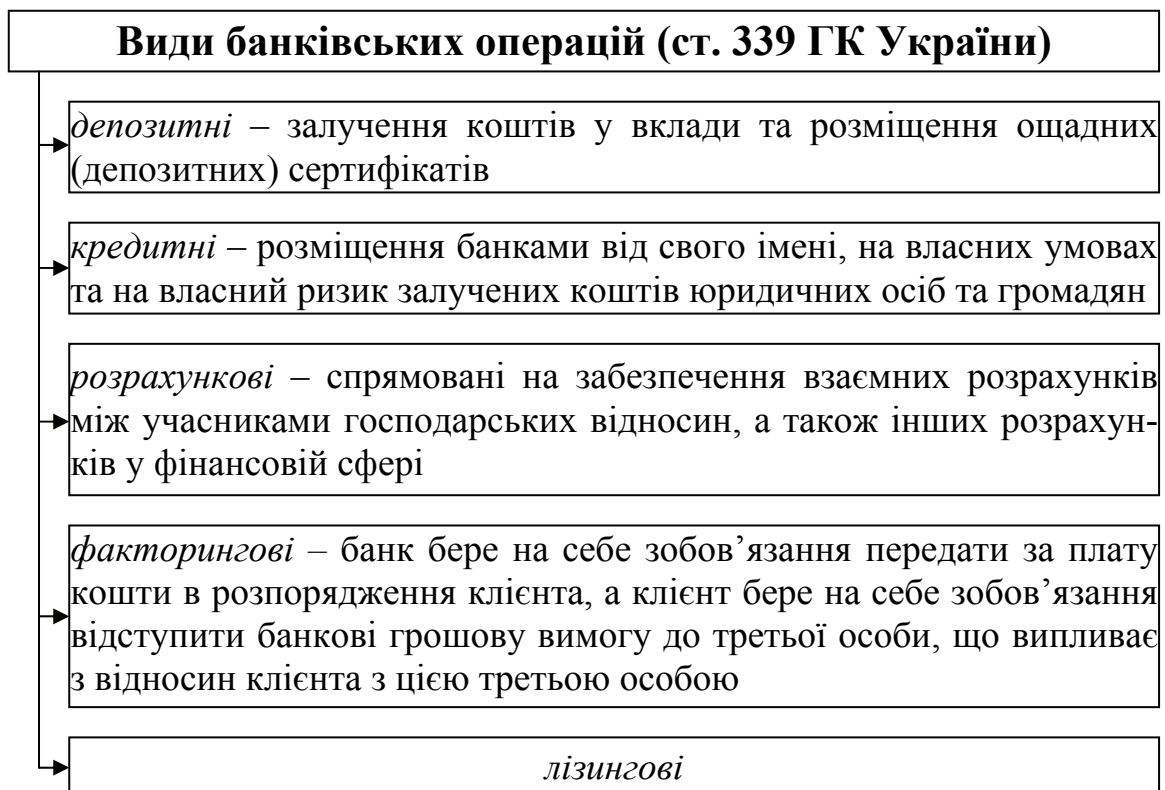 Види банківських операцій (ст. 339 ГК України)
депозитні – залучення коштів у вклади та розміщення ощадних
(депозитних) сертифікатів
кредитні – розміщення банками від свого імені, на власних умовах
та на власний ризик залучених коштів юридичних осіб та громадян
розрахункові – спрямовані на забезпечення взаємних розрахунків
між учасниками господарських відносин, а також інших розрахун-
ків у фінансовій сфері
факторингові – банк бере на себе зобов’язання передати за плату
кошти в розпорядження клієнта, а клієнт бере на себе зобов’язання
відступити банкові грошову вимогу до третьої особи, що випливає
з відносин клієнта з цією третьою особою
лізингові